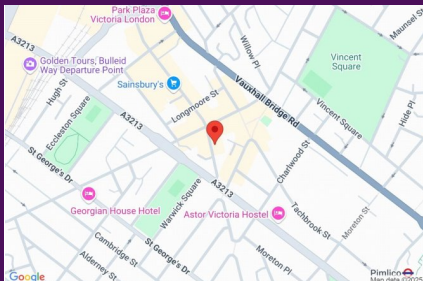 Park Plaza
Victoria London
Maunsel St
A3213
Willow Pl
Vincent
Square
Golden Tours, Bulleid
Way Departure Point
Hugh St
Sainsbury's
Vauxhall Bridge Rd
Longmoore St
Vincent Square
Hide Pl
Eccleston Square
A3213
St George's Dr
Charlwood St
Georgian House Hotel
Warwick Square
A3213
Astor Victoria Hostel
Tachbrook St
Moreton St
Cambridge St
St George's Dr
Alderney St
Moreton Pl
Pimlico
Google
Map data ©2025